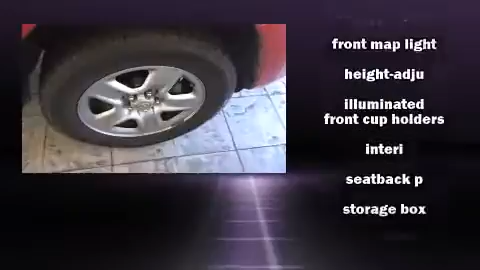 front map light
height-adju
illuminated
front cup holders
interi
seatback p
storage box